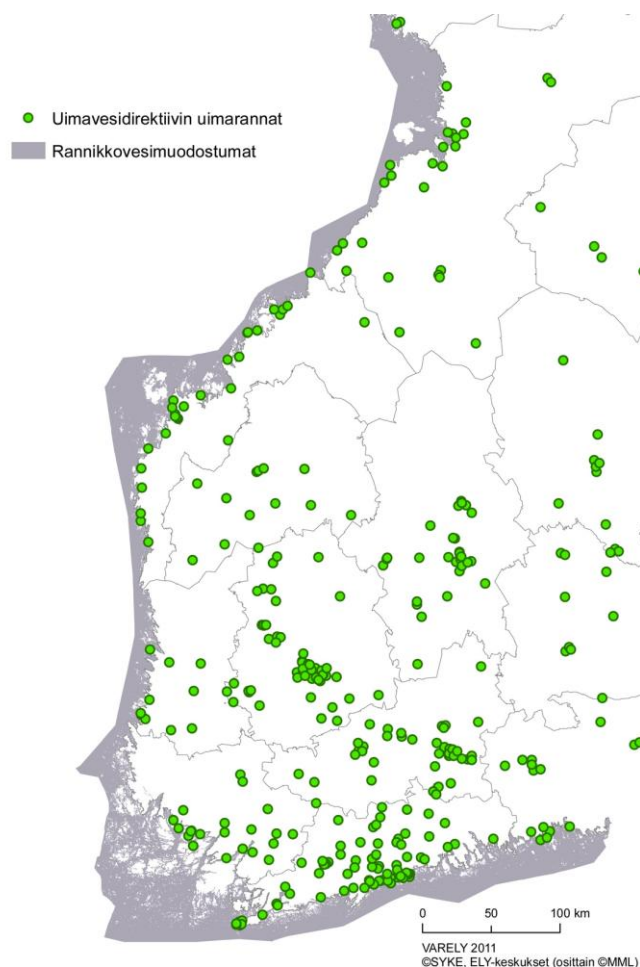 Uimavesidirektiivin uimarannat
Rannikkovesimuodostumat
0 50 100 km
VARELY 2011
©SYKE, ELY-keskukset (osittain ©MML)